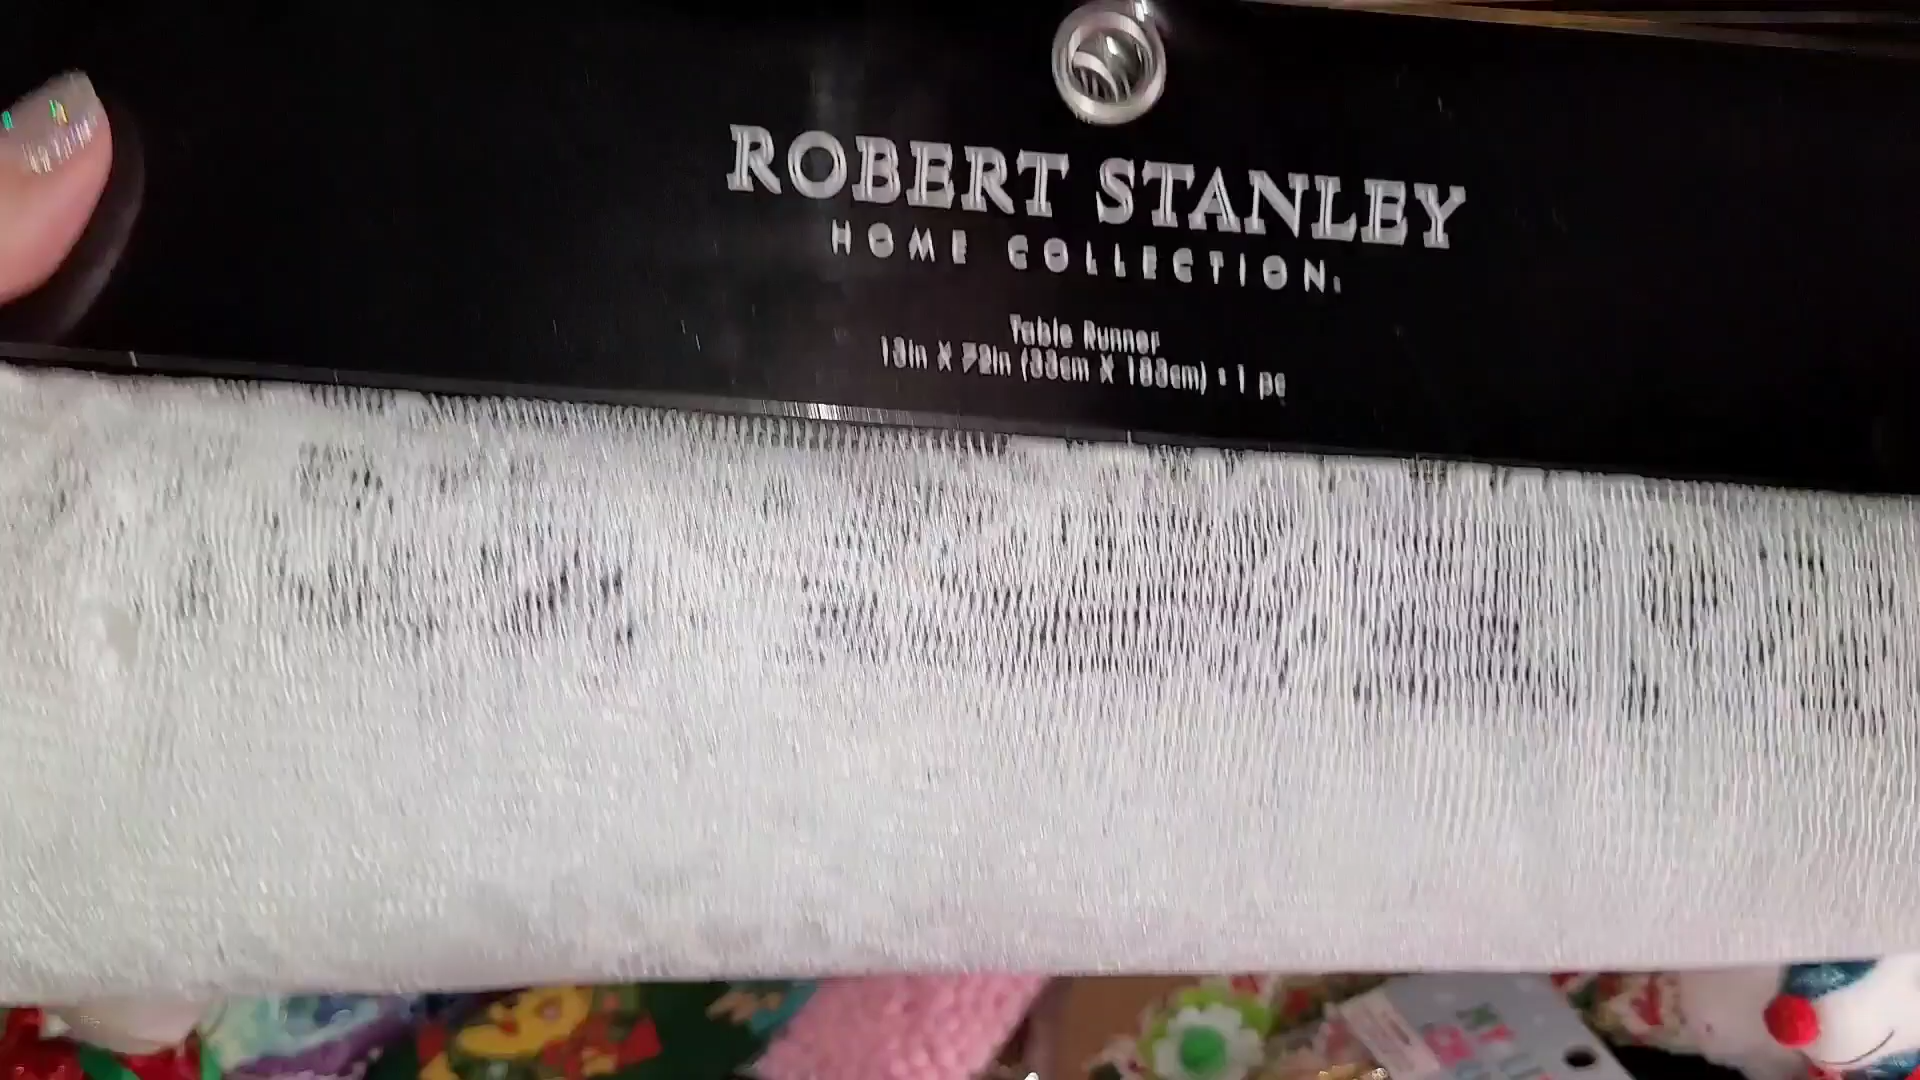 ROBERT STANLEY
HOME COLLECTION.
Table Runner
13in X 72in (33cm X 183cm) • 1 pc